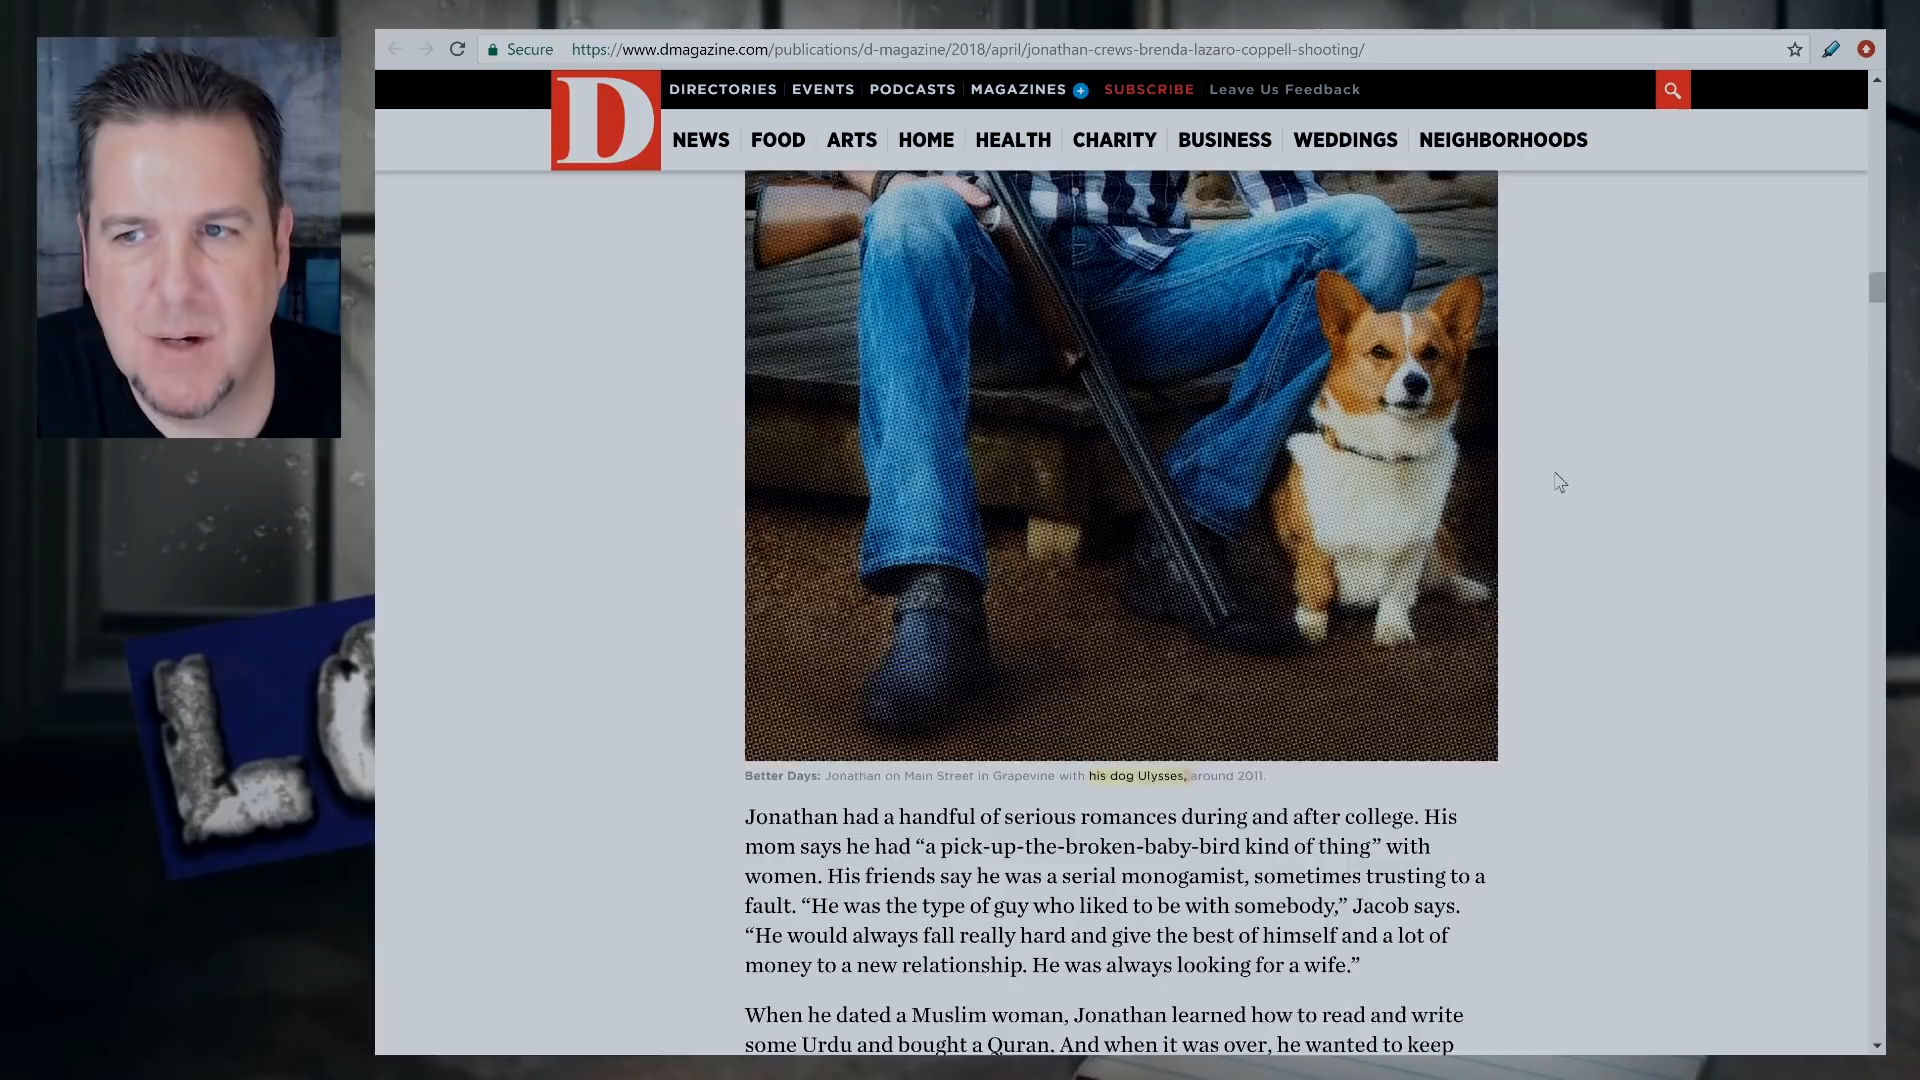 Secure https://www.dmagazine.com/publications/d-magazine/2018/april/jonathan-crews-brenda-lazaro-coppell-shooting/
DIRECTORIES EVENTS PODCASTS MAGAZINES + SUBSCRIBE Leave Us Feedback
D
NEWS FOOD ARTS HOME HEALTH CHARITY BUSINESS WEDDINGS NEIGHBORHOODS
LO
Better Days: Jonathan on Main Street in Grapevine with his dog Ulysses, around 2011.
Jonathan had a handful of serious romances during and after college. His
mom says he had “a pick-up-the-broken-baby-bird kind of thing” with
women. His friends say he was a serial monogamist, sometimes trusting to a
fault. “He was the type of guy who liked to be with somebody,” Jacob says.
“He would always fall really hard and give the best of himself and a lot of
money to a new relationship. He was always looking for a wife.”
When he dated a Muslim woman, Jonathan learned how to read and write
some Urdu and bought a Quran. And when it was over, he wanted to keep